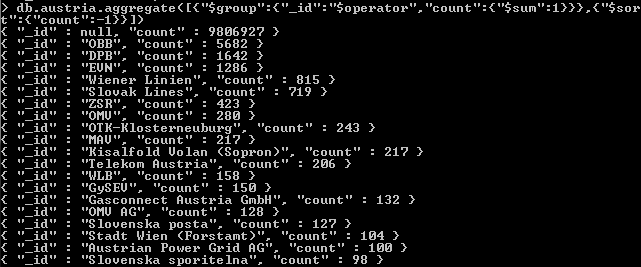 > db.austria.aggregate([{"$group":{"_id":"$operator","count":{"$sum":1}}},{"$sor
t":{"count":-1}}])
{ "_id" : null, "count" : 9806927 }
{ "_id" : "OBB", "count" : 5682 }
{ "_id" : "DPB", "count" : 1642 }
{ "_id" : "EVN", "count" : 1286 }
{ "_id" : "Wiener Linien", "count" : 815 }
{ "_id" : "Slovak Lines", "count" : 719 }
{ "_id" : "ZSR", "count" : 423 }
{ "_id" : "OMV", "count" : 280 }
{ "_id" : "OTK-Klosterneuburg", "count" : 243 }
{ "_id" : "MAV", "count" : 217 }
{ "_id" : "Kisalfold Volan (Sopron)", "count" : 217 }
{ "_id" : "Telekom Austria", "count" : 206 }
{ "_id" : "WLB", "count" : 158 }
{ "_id" : "GySEV", "count" : 150 }
{ "_id" : "Gasconnect Austria GmbH", "count" : 132 }
{ "_id" : "OMV AG", "count" : 128 }
{ "_id" : "Slovenska posta", "count" : 127 }
{ "_id" : "Stadt Wien (Forstamt)", "count" : 104 }
{ "_id" : "Austrian Power Grid AG", "count" : 100 }
{ "_id" : "Slovenska sporitelna", "count" : 98 }